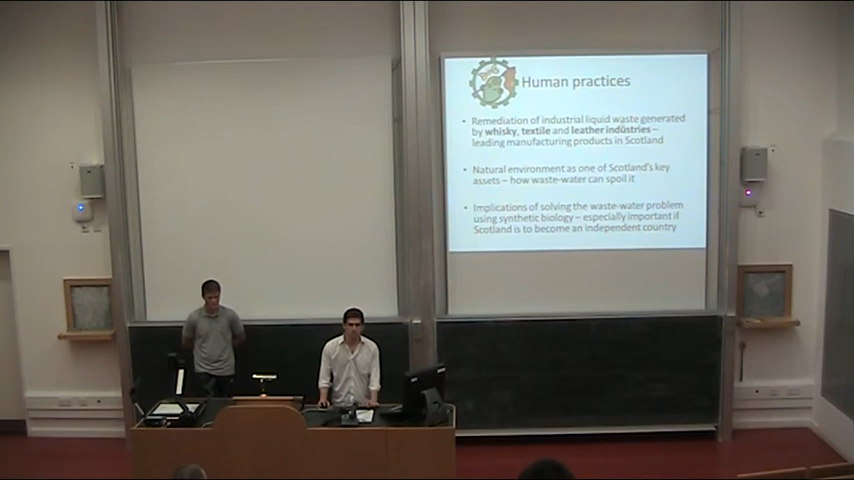 Human practices
• Remediation of industrial liquid waste generated
by whisky, textile and leather industries –
leading manufacturing products in Scotland
• Natural environment as one of Scotland's key
assets – how waste-water can spoil it
• Implications of solving the waste-water problem
using synthetic biology – especially important if
Scotland is to become an independent country